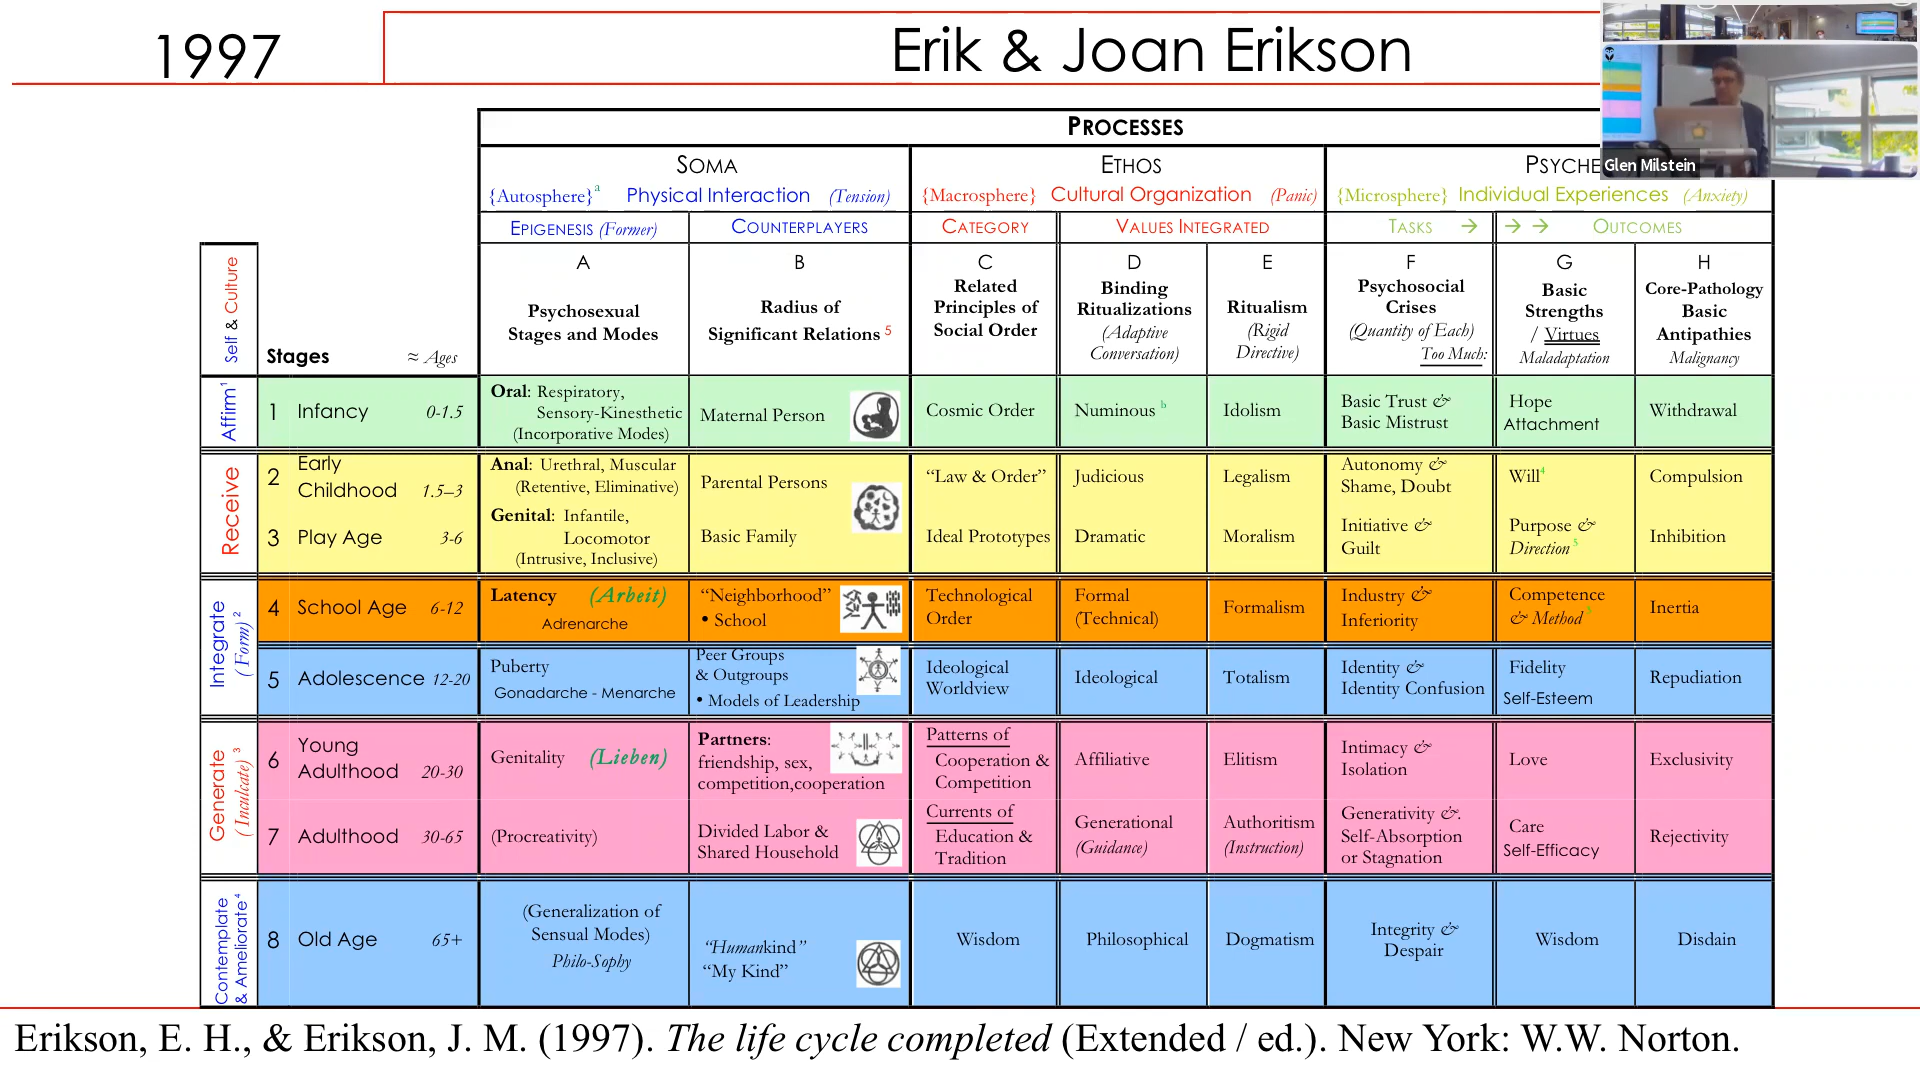 1997
Erik & Joan Erikson
Glen Milstein
PROCESSES
SOMA
{Autosphere}a Physical Interaction (Tension)
ETHOS
{Macrosphere} Cultural Organization (Panic)
PSYCHE
{Microsphere} Individual Experiences (Anxiety)
EPIGENESIS (Former)
COUNTERPLAYERS
CATEGORY
VALUES INTEGRATED
TASKS → → → OUTCOMES
Self & Culture
Stages ≈ Ages
A
Psychosexual
Stages and Modes
B
Radius of
Significant Relations 5
C
Related
Principles of
Social Order
D
Binding
Ritualizations
(Adaptive
Conversation)
E
Ritualism
(Rigid
Directive)
F
Psychosocial
Crises
(Quantity of Each)
Too Much:
G
Basic
Strengths
/ Virtues
Maladaptation
H
Core-Pathology
Basic
Antipathies
Malignancy
Affirm1
1 Infancy 0-1.5
Oral: Respiratory,
Sensory-Kinesthetic
(Incorporative Modes)
Maternal Person
Cosmic Order
Numinous b
Idolism
Basic Trust &
Basic Mistrust
Hope
Attachment
Withdrawal
Receive
2 Early
Childhood 1.5–3
Anal: Urethral, Muscular
(Retentive, Eliminative)
Parental Persons
“Law & Order”
Judicious
Legalism
Autonomy &
Shame, Doubt
Will4
Compulsion
3 Play Age 3-6
Genital: Infantile,
Locomotor
(Intrusive, Inclusive)
Basic Family
Ideal Prototypes
Dramatic
Moralism
Initiative &
Guilt
Purpose &
Direction 5
Inhibition
Integrate
(Form) 2
4 School Age 6-12
Latency (Arbeit)
Adrenarche
“Neighborhood”
• School
Technological
Order
Formal
(Technical)
Formalism
Industry &
Inferiority
Competence
& Method
Inertia
5 Adolescence 12-20
Puberty
Gonadarche - Menarche
Peer Groups
& Outgroups
• Models of Leadership
Ideological
Worldview
Ideological
Totalism
Identity &
Identity Confusion
Fidelity
Self-Esteem
Repudiation
Generate
(Inculcate) 3
6 Young
Adulthood 20-30
Genitality (Lieben)
Partners:
friendship, sex,
competition,cooperation
Patterns of
Cooperation &
Competition
Affiliative
Elitism
Intimacy &
Isolation
Love
Exclusivity
7 Adulthood 30-65
(Procreativity)
Divided Labor &
Shared Household
Currents of
Education &
Tradition
Generational
(Guidance)
Authoritism
(Instruction)
Generativity &.
Self-Absorption
or Stagnation
Care
Self-Efficacy
Rejectivity
Contemplate
& Ameliorate4
8 Old Age 65+
(Generalization of
Sensual Modes)
Philo-Sophy
“Humankind”
“My Kind”
Wisdom
Philosophical
Dogmatism
Integrity &
Despair
Wisdom
Disdain
Erikson, E. H., & Erikson, J. M. (1997). The life cycle completed (Extended / ed.). New York: W.W. Norton.